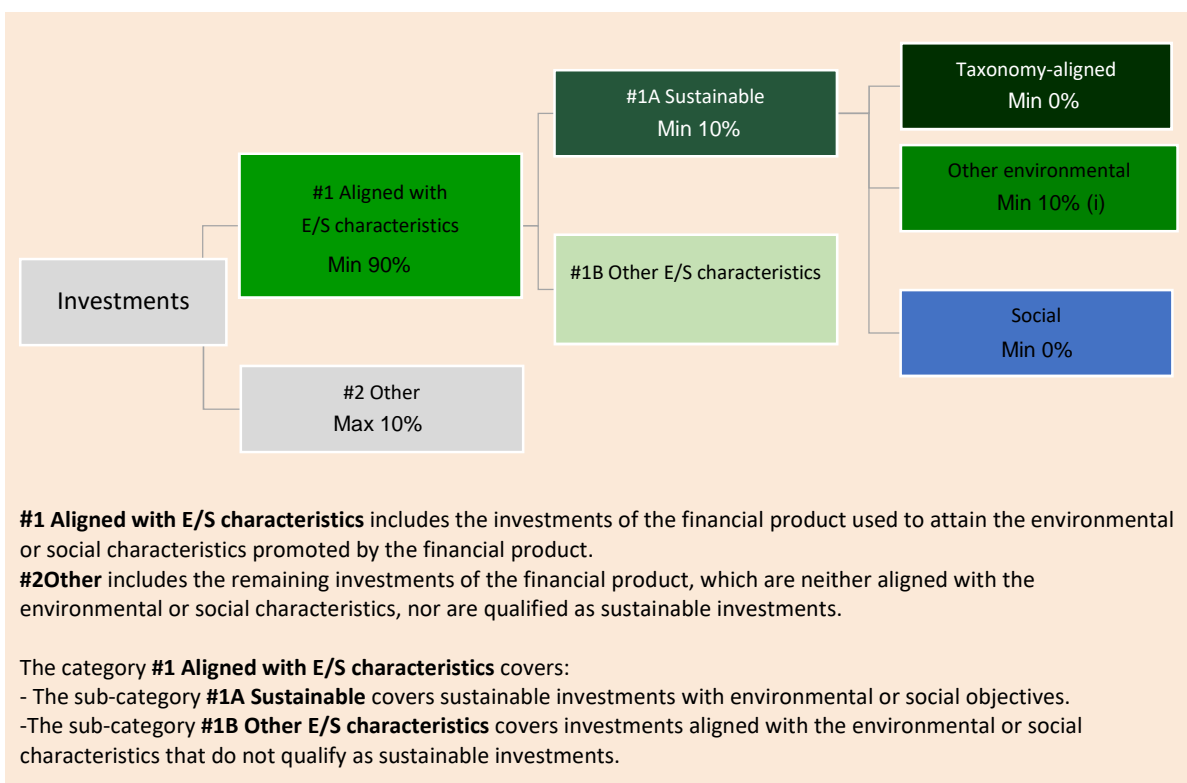 Investments
#1 Aligned with
E/S characteristics
Min 90%
#2 Other
Max 10%
#1A Sustainable
Min 10%
#1B Other E/S characteristics
Taxonomy-aligned
Min 0%
Other environmental
Min 10% (i)
Social
Min 0%
#1 Aligned with E/S characteristics includes the investments of the financial product used to attain the environmental
or social characteristics promoted by the financial product.
#2Other includes the remaining investments of the financial product, which are neither aligned with the
environmental or social characteristics, nor are qualified as sustainable investments.
The category #1 Aligned with E/S characteristics covers:
- The sub-category #1A Sustainable covers sustainable investments with environmental or social objectives.
-The sub-category #1B Other E/S characteristics covers investments aligned with the environmental or social
characteristics that do not qualify as sustainable investments.